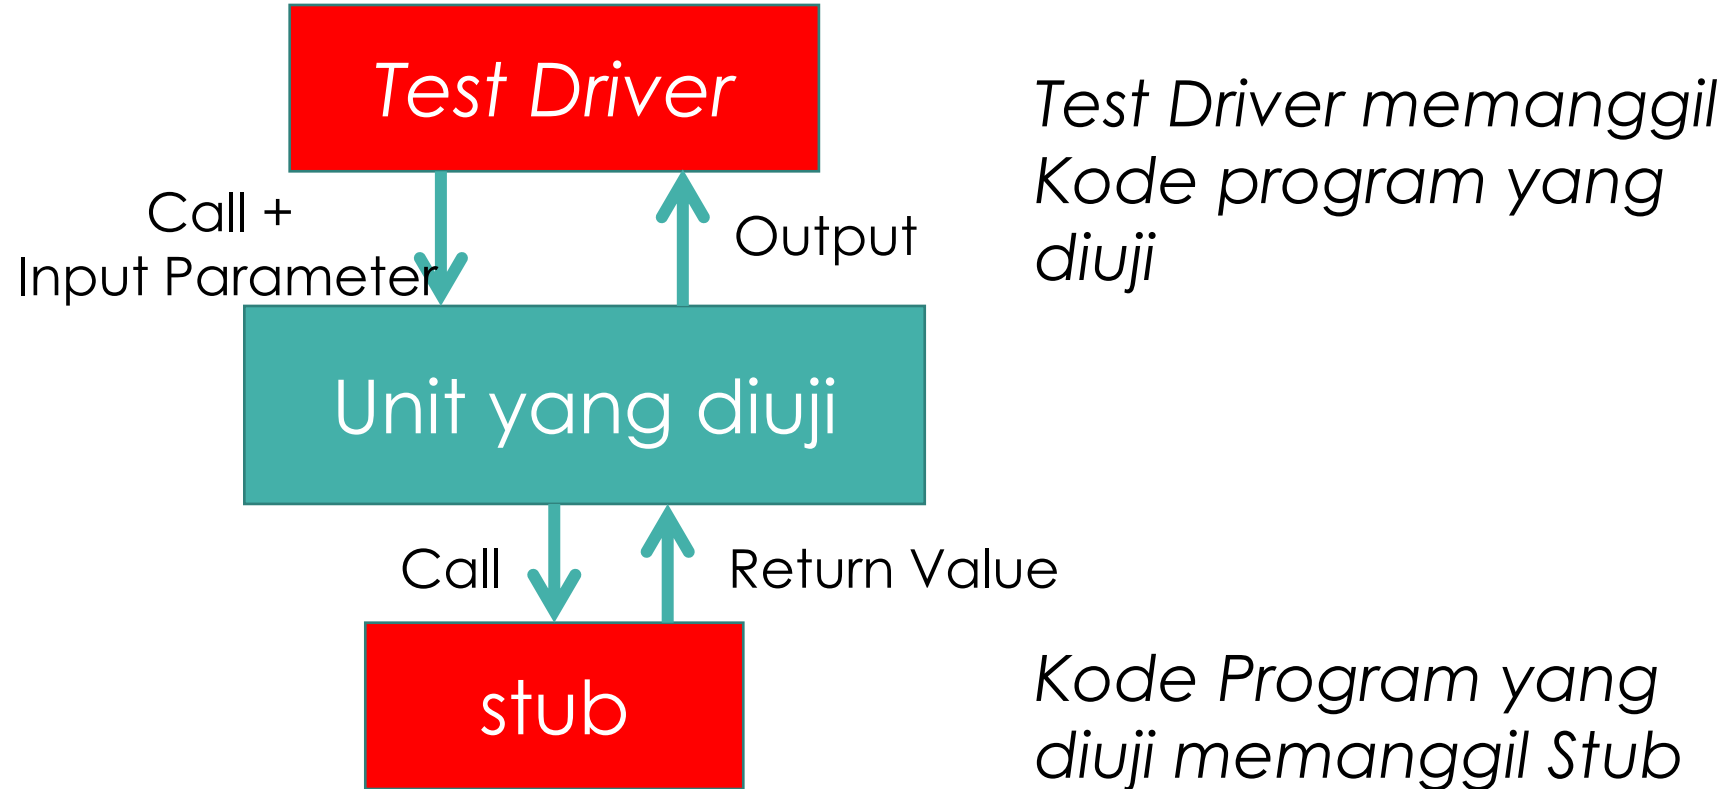 Test Driver
Test Driver memanggil
Kode program yang
diuji
Call +
Input Parameter
Output
Unit yang diuji
Call
Return Value
stub
Kode Program yang
diuji memanggil Stub